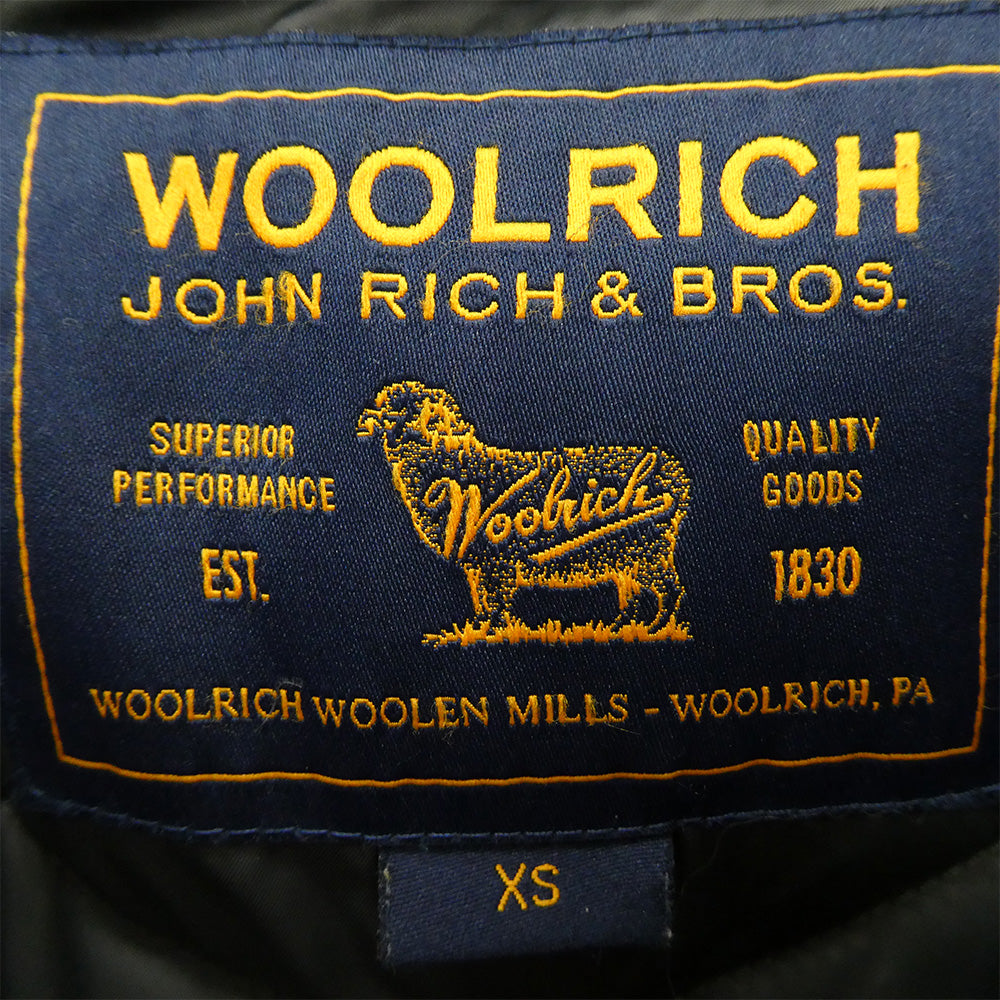 WOOLRICH
JOHN RICH & BROS.
SUPERIOR
PERFORMANCE
EST.
Woolrich
QUALITY
GOODS
1830
WOOLRICH WOOLEN MILLS - WOOLRICH, PA
XS